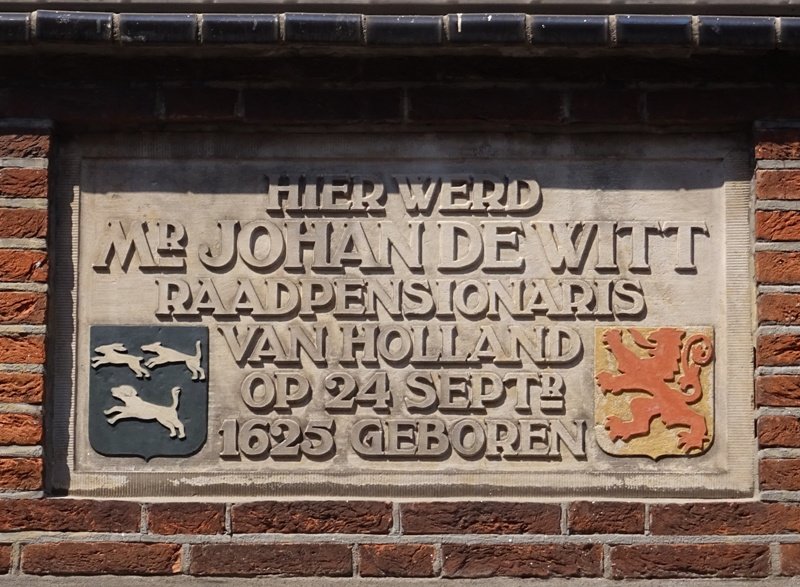 HIER WERD
MR JOHAN DE WITT
RAADPENSIONARIS
VAN HOLLAND
OP 24 SEPTR
1625 GEBOREN